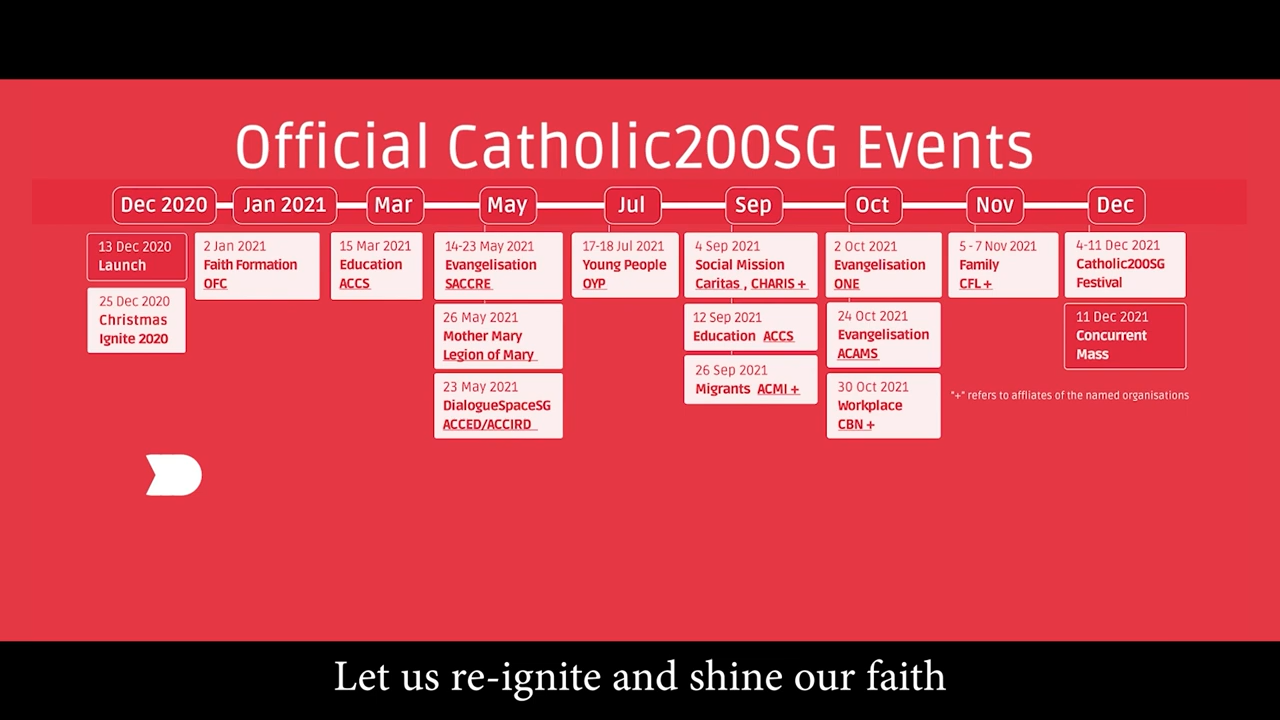 Official Catholic200SG Events
Dec 2020
Jan 2021
Mar
May
Jul
Sep
Oct
Nov
Dec
13 Dec 2020
Launch
25 Dec 2020
Christmas
Ignite 2020
2 Jan 2021
Faith Formation
OFC
15 Mar 2021
Education
ACCS
14-23 May 2021
Evangelisation
SACCRE
26 May 2021
Mother Mary
Legion of Mary
23 May 2021
DialogueSpaceSG
ACCED/ACCIRD
17-18 Jul 2021
Young People
OYP
4 Sep 2021
Social Mission
Caritas , CHARIS +
12 Sep 2021
Education ACCS
26 Sep 2021
Migrants ACMI +
2 Oct 2021
Evangelisation
ONE
24 Oct 2021
Evangelisation
ACAMS
30 Oct 2021
Workplace
CBN +
5 - 7 Nov 2021
Family
CFL +
4-11 Dec 2021
Catholic200SG
Festival
11 Dec 2021
Concurrent
Mass
"+" refers to affliates of the named organisations
Let us re-ignite and shine our faith